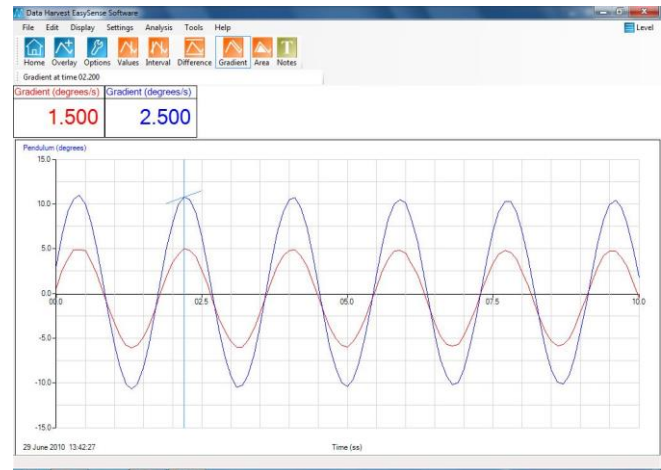 Data Harvest EasySense Software
File Edit Display Settings Analysis Tools Help
Level
Home Overlay Options Values Interval Difference Gradient Area Notes
Gradient at time 02.200
Gradient (degrees/s) Gradient (degrees/s)
1.500 2.500
Pendulum (degrees)
15.0
10.0
5.0
0.0
00.0 02.5 05.0 07.5 10.0
-5.0
-10.0
-15.0
29 June 2010 13:42:27 Time (ss)